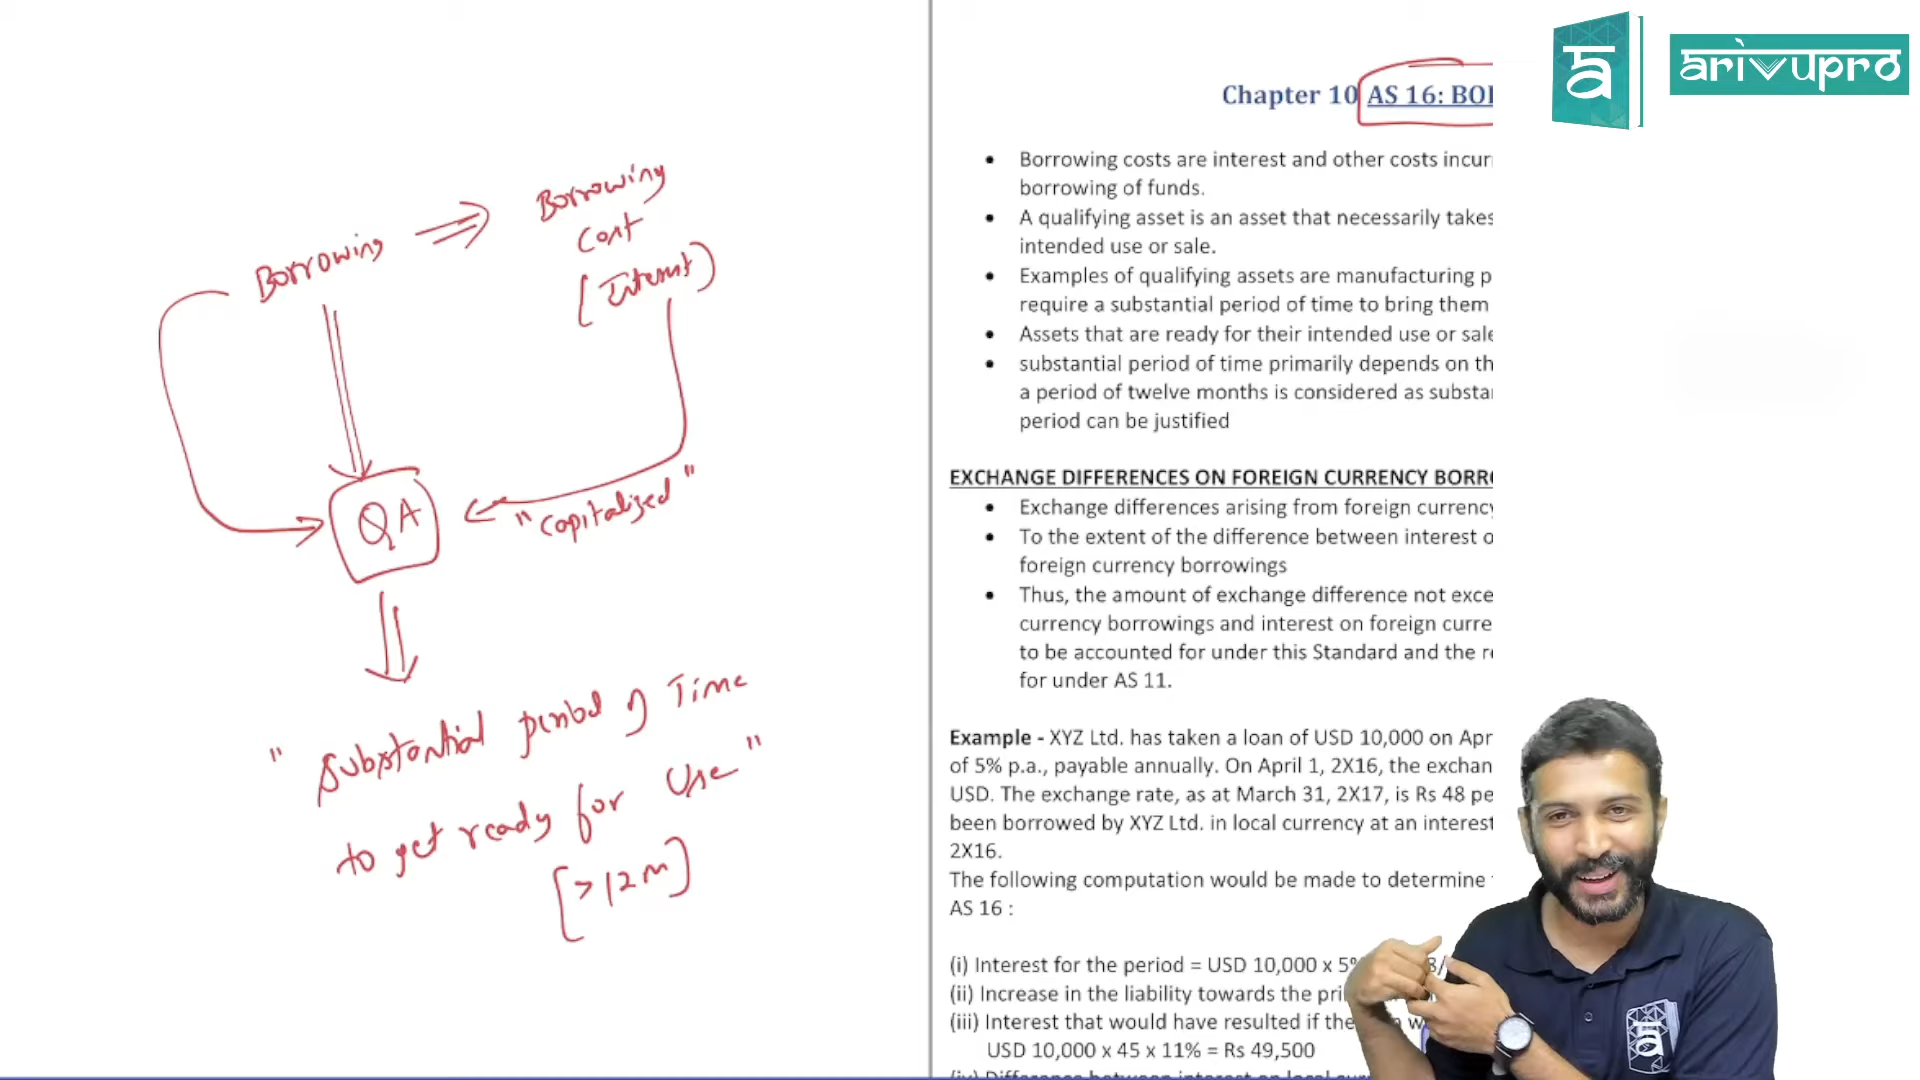 Borrowing ⇒ Borrowing
Cost
(Interest)
QA
"Capitalized"
" Substantial period of Time
to get ready for Use "
[>12m]
Chapter 10 AS 16: BO
Borrowing costs are interest and other costs incur
borrowing of funds.
A qualifying asset is an asset that necessarily takes
intended use or sale.
Examples of qualifying assets are manufacturing p
require a substantial period of time to bring them
Assets that are ready for their intended use or sale
substantial period of time primarily depends on th
a period of twelve months is considered as substa
period can be justified
EXCHANGE DIFFERENCES ON FOREIGN CURRENCY BORR
Exchange differences arising from foreign currency
To the extent of the difference between interest o
foreign currency borrowings
Thus, the amount of exchange difference not exce
currency borrowings and interest on foreign curre
to be accounted for under this Standard and the r
for under AS 11.
Example - XYZ Ltd. has taken a loan of USD 10,000 on Apr
of 5% p.a., payable annually. On April 1, 2X16, the exchan
USD. The exchange rate, as at March 31, 2X17, is Rs 48 pe
been borrowed by XYZ Ltd. in local currency at an interest
2X16.
The following computation would be made to determine
AS 16 :
(i) Interest for the period = USD 10,000 x 5%
(ii) Increase in the liability towards the pri
(iii) Interest that would have resulted if the
USD 10,000 x 45 x 11% = Rs 49,500
(iv) Difference between interest on local curr
arivupro